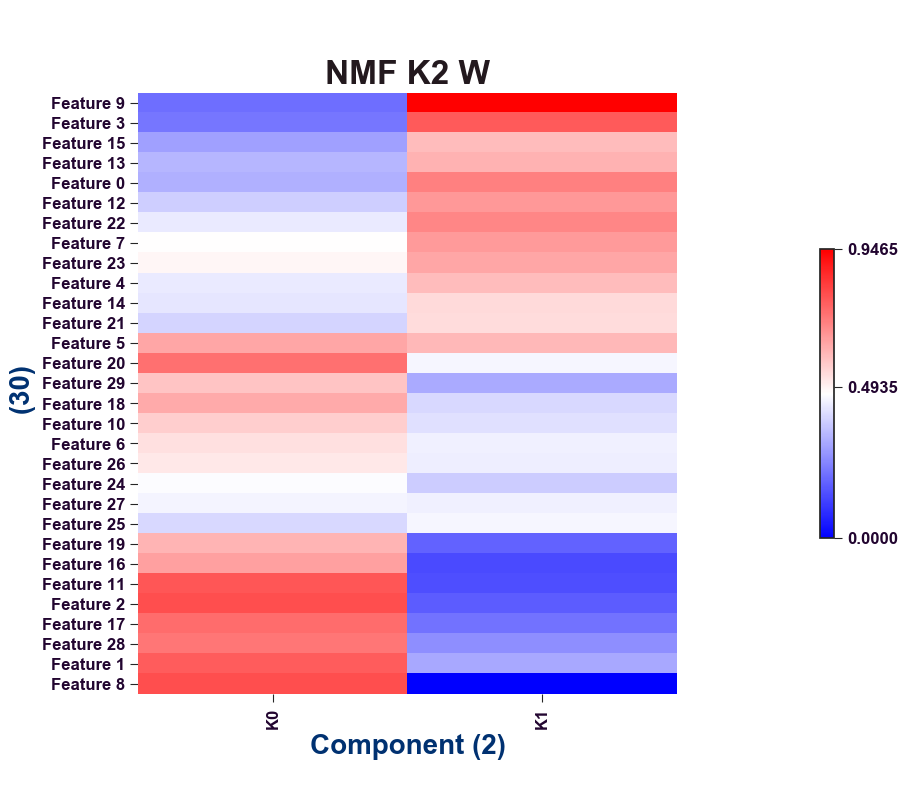 NMF K2 W
Feature 9
Feature 3
Feature 15
Feature 13
Feature 0
Feature 12
Feature 22
Feature 7
Feature 23
Feature 4
Feature 14
Feature 21
Feature 5
Feature 20
Feature 29
Feature 18
Feature 10
Feature 6
Feature 26
Feature 24
Feature 27
Feature 25
Feature 19
Feature 16
Feature 11
Feature 2
Feature 17
Feature 28
Feature 1
Feature 8
(30)
K0
K1
Component (2)
0.9465
0.4935
0.0000